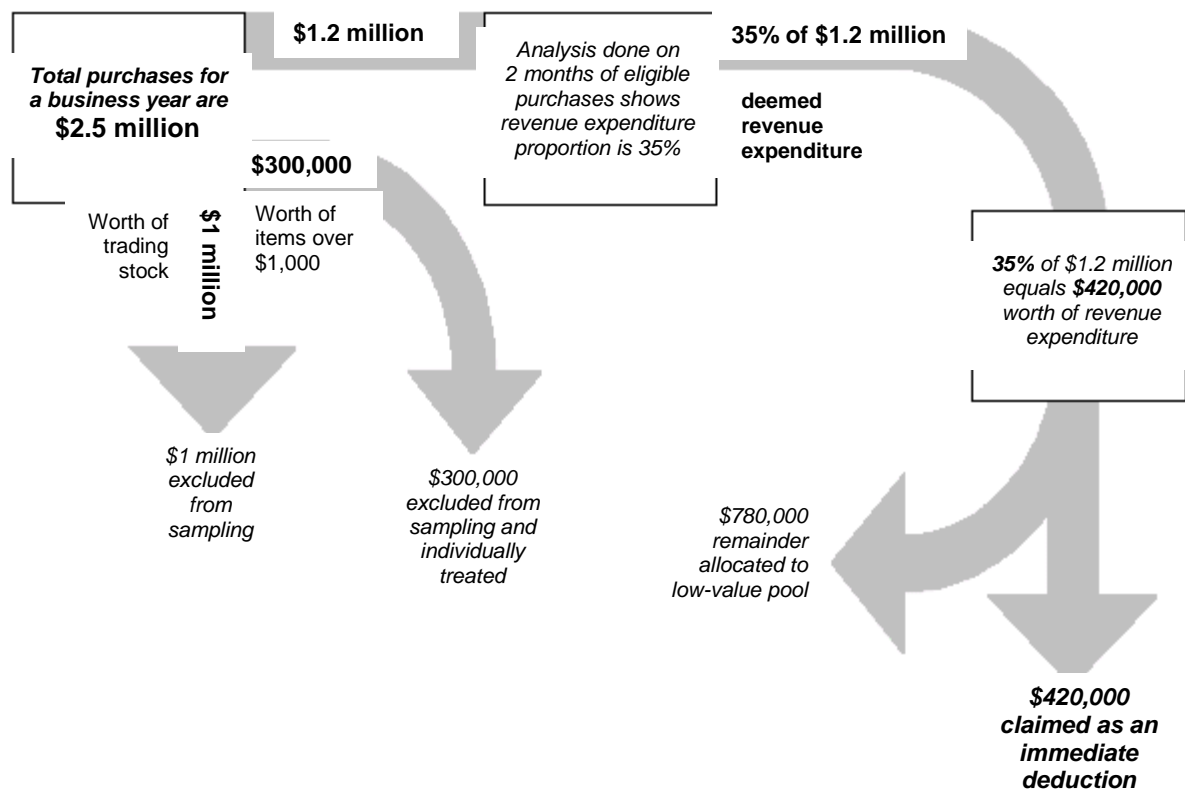 Total purchases for
a business year are
$2.5 million
$1.2 million
Analysis done on
2 months of eligible
purchases shows
revenue expenditure
proportion is 35%
35% of $1.2 million
deemed
revenue
expenditure
$300,000
Worth of
items over
$1,000
Worth of
trading
stock
$1 million
35% of $1.2 million
equals $420,000
worth of revenue
expenditure
$1 million
excluded
from
sampling
$300,000
excluded from
sampling and
individually
treated
$780,000
remainder
allocated to
low-value pool
$420,000
claimed as an
immediate
deduction